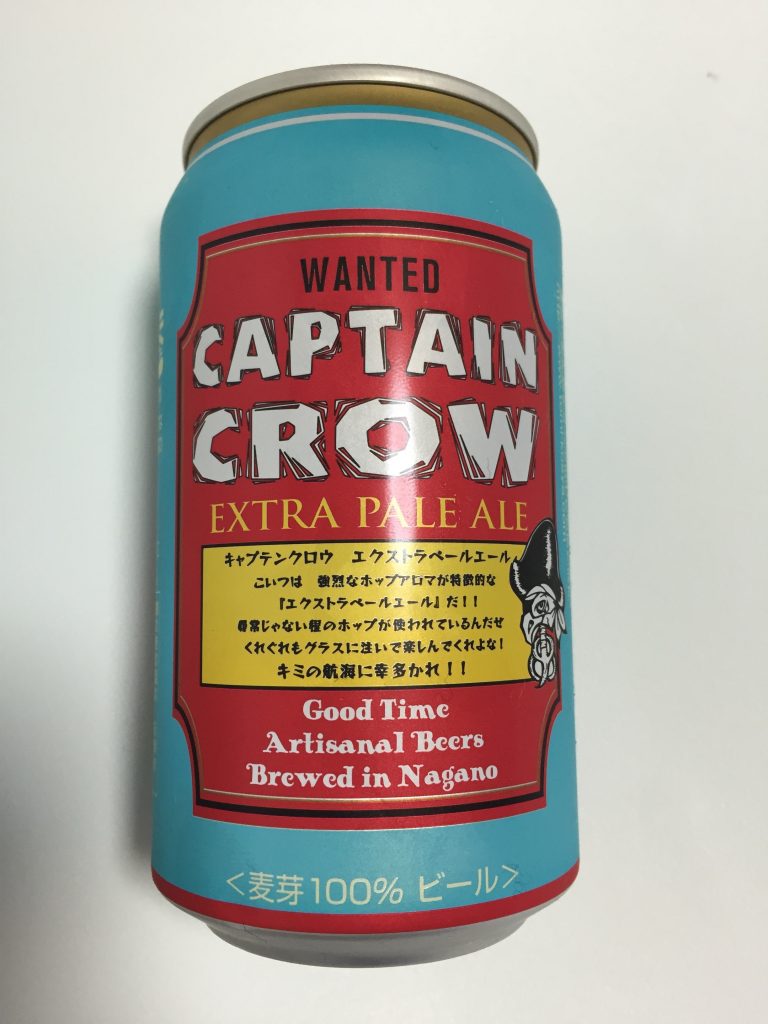 WANTED
CAPTAIN
CROW
EXTRA PALE ALE
キャプテンクロウ エクストラペールエール
こいつは 強烈なホップアロマが特徴的な
『エクストラペールエール』だ!!
尋常じゃない程のホップが使われているんだぜ
くれぐれもグラスに注いで楽しんでくれよな!
キミの航海に幸多かれ!!
Good Time
Artisanal Beers
Brewed in Nagano
<麦芽100% ビール>